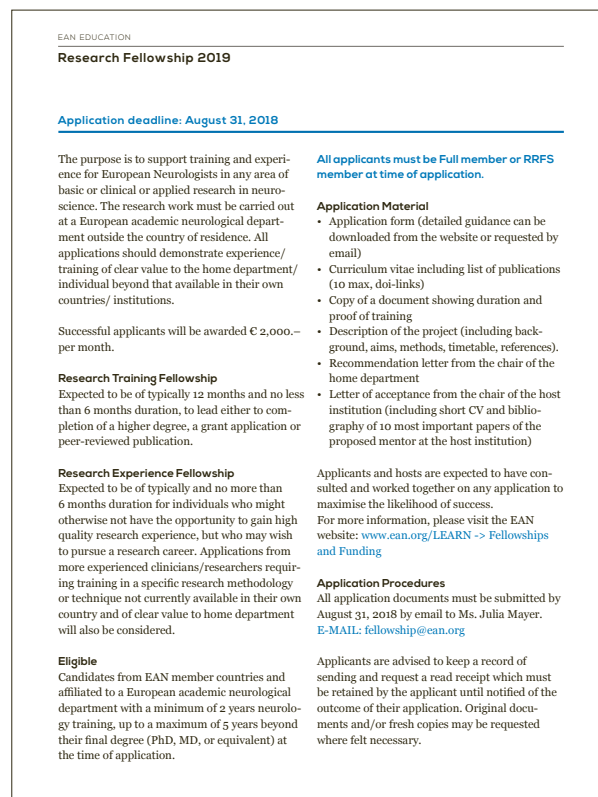 EAN EDUCATION
Research Fellowship 2019
Application deadline: August 31, 2018
The purpose is to support training and experi-
ence for European Neurologists in any area of
basic or clinical or applied research in neuro-
science. The research work must be carried out
at a European academic neurological depart-
ment outside the country of residence. All
applications should demonstrate experience/
training of clear value to the home department/
individual beyond that available in their own
countries/ institutions.
Successful applicants will be awarded € 2,000.–
per month.
Research Training Fellowship
Expected to be of typically 12 months and no less
than 6 months duration, to lead either to com-
pletion of a higher degree, a grant application or
peer-reviewed publication.
Research Experience Fellowship
Expected to be of typically and no more than
6 months duration for individuals who might
otherwise not have the opportunity to gain high
quality research experience, but who may wish
to pursue a research career. Applications from
more experienced clinicians/researchers requir-
ing training in a specific research methodology
or technique not currently available in their own
country and of clear value to home department
will also be considered.
Eligible
Candidates from EAN member countries and
affiliated to a European academic neurological
department with a minimum of 2 years neurolo-
gy training, up to a maximum of 5 years beyond
their final degree (PhD, MD, or equivalent) at
the time of application.
All applicants must be Full member or RRFS
member at time of application.
Application Material
• Application form (detailed guidance can be
downloaded from the website or requested by
email)
• Curriculum vitae including list of publications
(10 max, doi-links)
• Copy of a document showing duration and
proof of training
• Description of the project (including back-
ground, aims, methods, timetable, references).
• Recommendation letter from the chair of the
home department
• Letter of acceptance from the chair of the host
institution (including short CV and biblio-
graphy of 10 most important papers of the
proposed mentor at the host institution)
Applicants and hosts are expected to have con-
sulted and worked together on any application to
maximise the likelihood of success.
For more information, please visit the EAN
website: www.ean.org/LEARN -> Fellowships
and Funding
Application Procedures
All application documents must be submitted by
August 31, 2018 by email to Ms. Julia Mayer.
E-MAIL: fellowship@ean.org
Applicants are advised to keep a record of
sending and request a read receipt which must
be retained by the applicant until notified of the
outcome of their application. Original docu-
ments and/or fresh copies may be requested
where felt necessary.